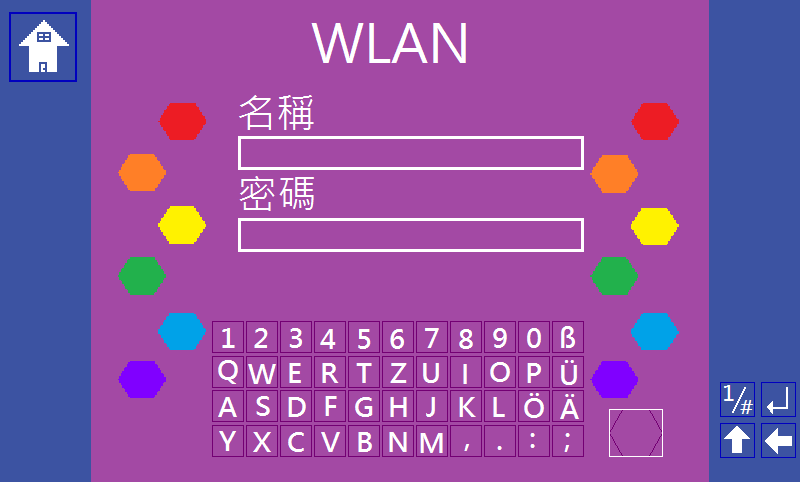 WLAN
名稱
密碼
1 2 3 4 5 6 7 8 9 0 ß
Q W E R T Z U I O P Ü
A S D F G H J K L Ö Ä
Y X C V B N M , . : ;
1/#